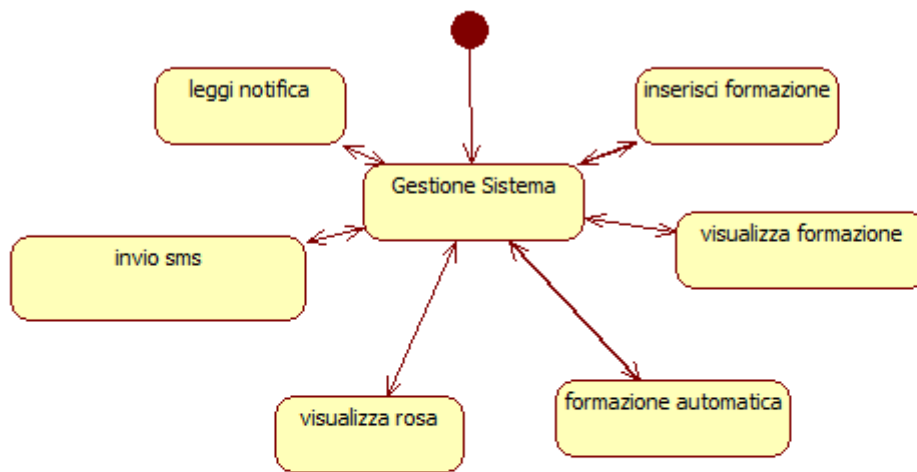 leggi notifica
inserisci formazione
Gestione Sistema
visualizza formazione
invio sms
formazione automatica
visualizza rosa